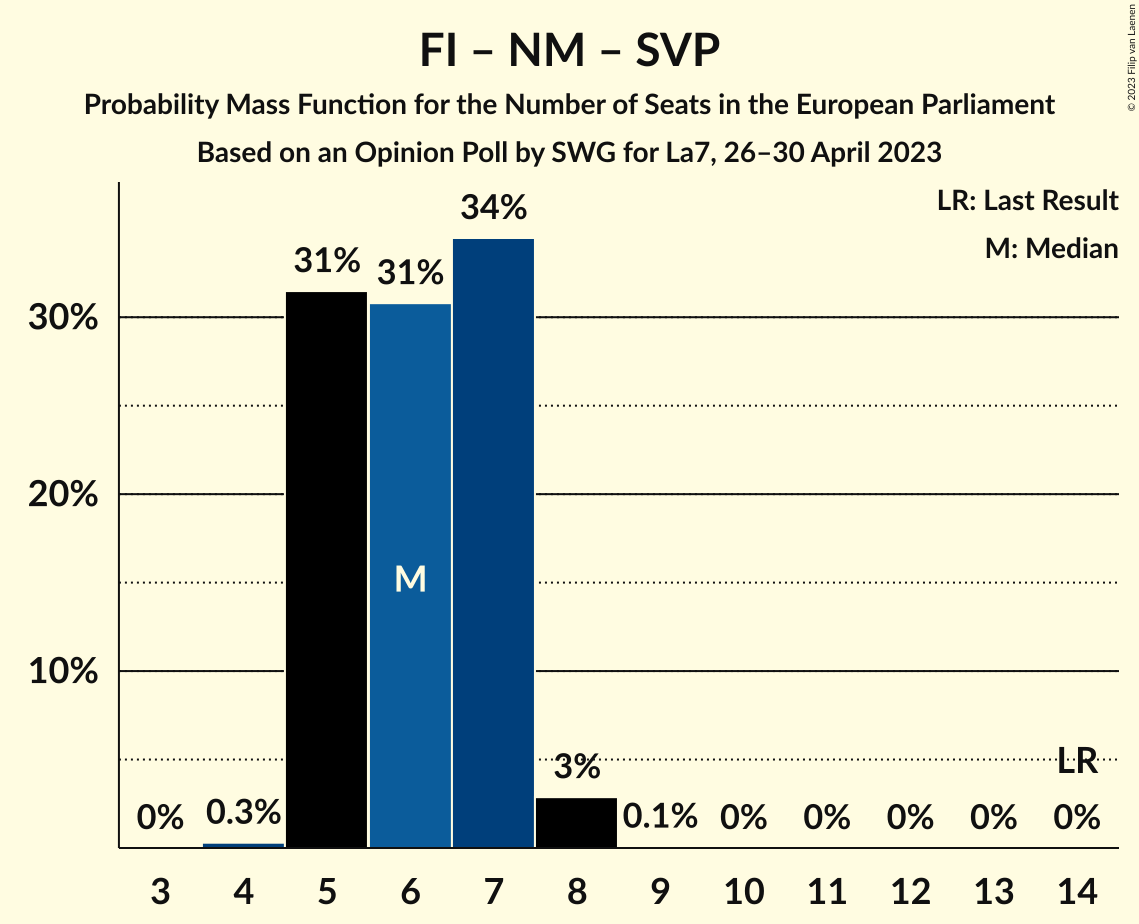 FI – NM – SVP
Probability Mass Function for the Number of Seats in the European Parliament
Based on an Opinion Poll by SWG for La7, 26–30 April 2023
© 2023 Filip van Laenen
LR: Last Result
M: Median
30%
20%
10%
0% 0.3% 31% 31% 34% 3% 0.1% 0% 0% 0% 0% 0%
M
LR
3 4 5 6 7 8 9 10 11 12 13 14